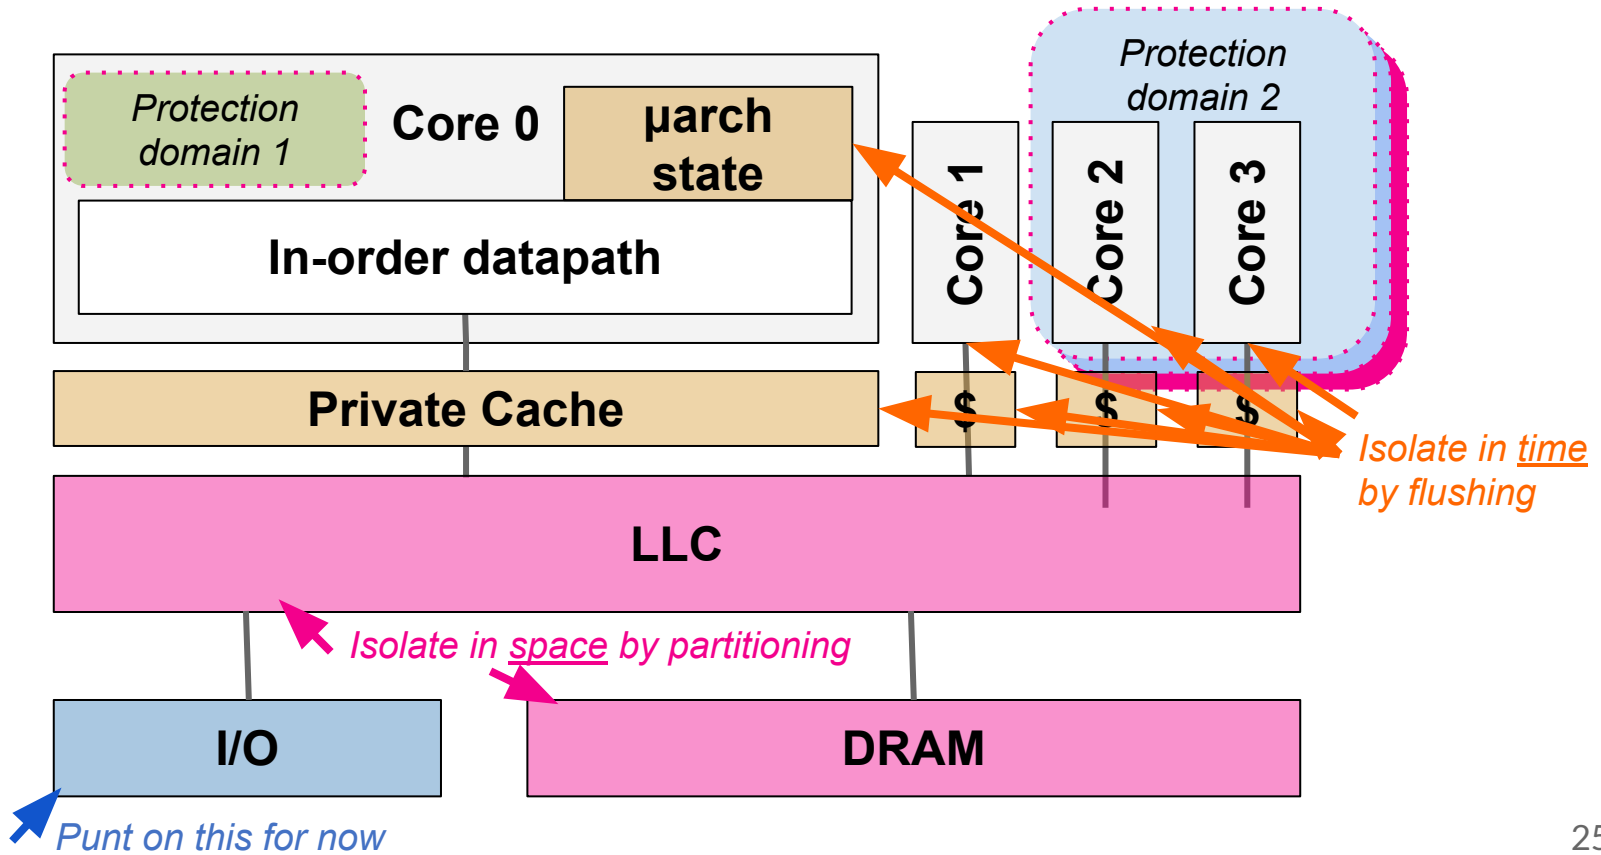 Protection
domain 1
Core 0
µarch
state
In-order datapath
Core 1
Protection
domain 2
Core 2
Core 3
Private Cache
$
$
$
Isolate in time
by flushing
LLC
Isolate in space by partitioning
I/O
DRAM
Punt on this for now
25